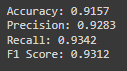 Accuracy: 0.9157
Precision: 0.9283
Recall: 0.9342
F1 Score: 0.9312